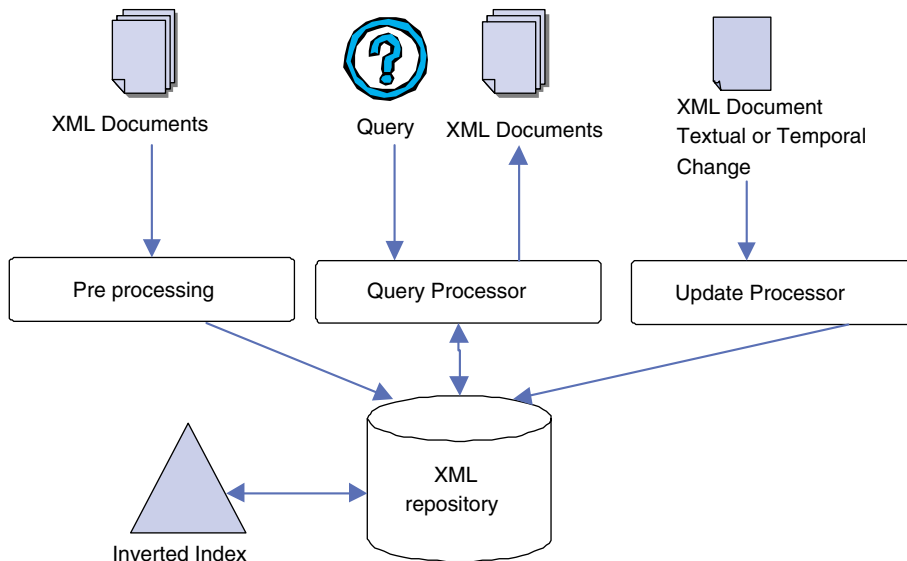 XML Documents
Query
XML Documents
XML Document
Textual or Temporal
Change
Pre processing
Query Processor
Update Processor
XML
repository
Inverted Index